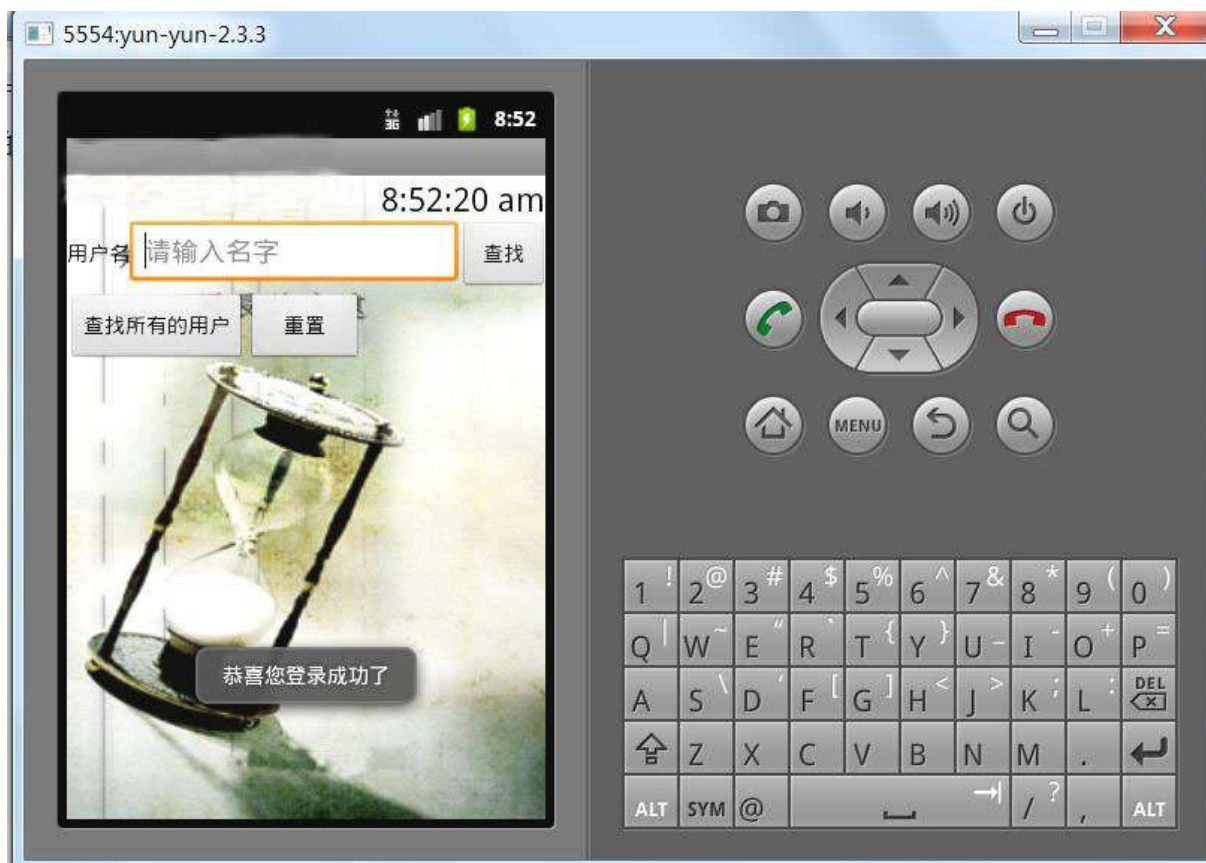 5554:yun-yun-2.3.3
3G 8:52
8:52:20 am
用户名 请输入名字 查找
查找所有的用户 重置
恭喜您登录成功了
MENU
1 ! 2 @ 3 # 4 $ 5 % 6 ^ 7 & 8 * 9 ( 0 )
Q | W ~ E " R ` T { Y } U _ I - O + P =
A S \ D ' F [ G ] H < J > K ; L : DEL
Z X C V B N M .
ALT SYM @ / ? , ALT